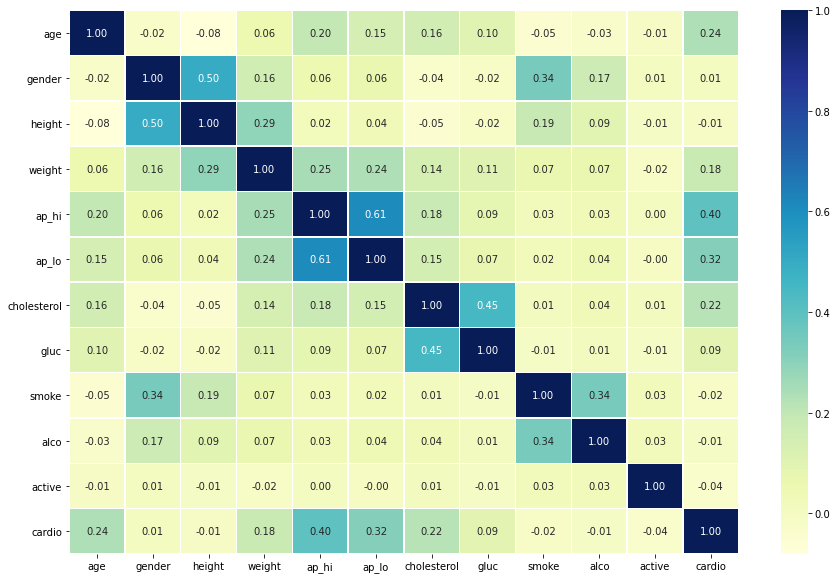 age 1.00 -0.02 -0.08 0.06 0.20 0.15 0.16 0.10 -0.05 -0.03 -0.01 0.24
gender -0.02 1.00 0.50 0.16 0.06 0.06 -0.04 -0.02 0.34 0.17 0.01 0.01
height -0.08 0.50 1.00 0.29 0.02 0.04 -0.05 -0.02 0.19 0.09 -0.01 -0.01
weight 0.06 0.16 0.29 1.00 0.25 0.24 0.14 0.11 0.07 0.07 -0.02 0.18
ap_hi 0.20 0.06 0.02 0.25 1.00 0.61 0.18 0.09 0.03 0.03 0.00 0.40
ap_lo 0.15 0.06 0.04 0.24 0.61 1.00 0.15 0.07 0.02 0.04 -0.00 0.32
cholesterol 0.16 -0.04 -0.05 0.14 0.18 0.15 1.00 0.45 0.01 0.04 0.01 0.22
gluc 0.10 -0.02 -0.02 0.11 0.09 0.07 0.45 1.00 -0.01 0.01 -0.01 0.09
smoke -0.05 0.34 0.19 0.07 0.03 0.02 0.01 -0.01 1.00 0.34 0.03 -0.02
alco -0.03 0.17 0.09 0.07 0.03 0.04 0.04 0.01 0.34 1.00 0.03 -0.01
active -0.01 0.01 -0.01 -0.02 0.00 -0.00 0.01 -0.01 0.03 0.03 1.00 -0.04
cardio 0.24 0.01 -0.01 0.18 0.40 0.32 0.22 0.09 -0.02 -0.01 -0.04 1.00
age gender height weight ap_hi ap_lo cholesterol gluc smoke alco active cardio
1.0
0.8
0.6
0.4
0.2
0.0